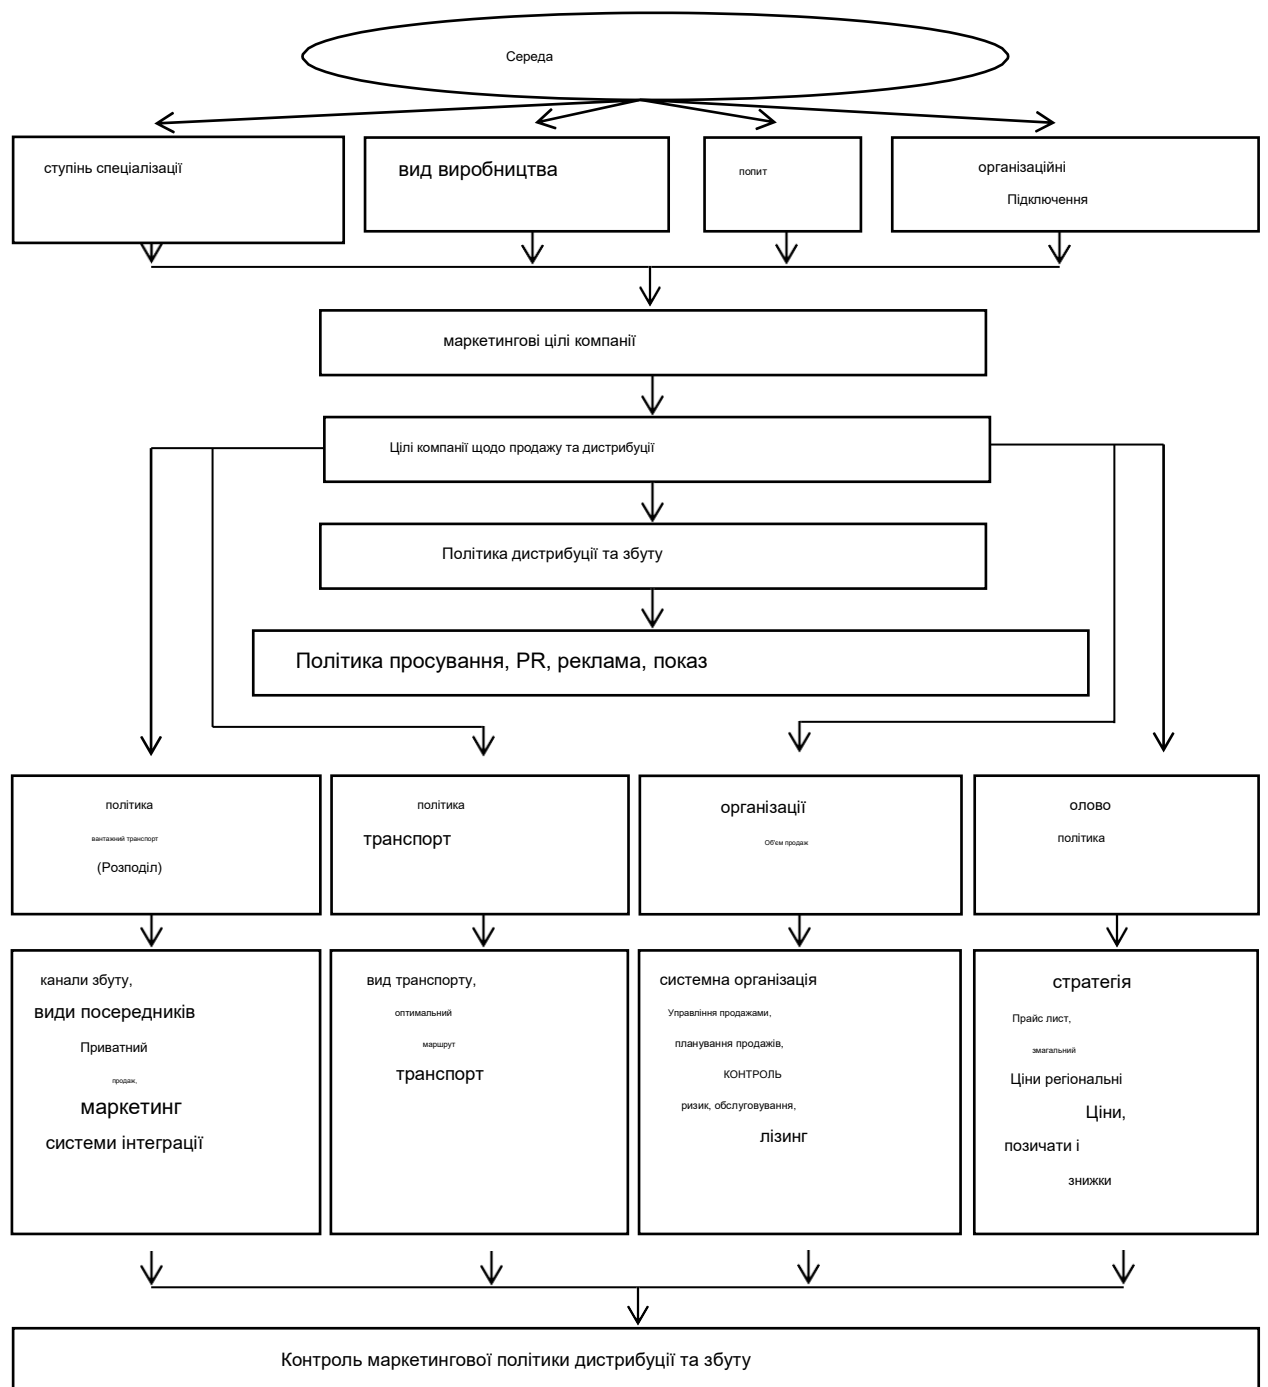 Середа
ступінь спеціалізації
вид виробництва
попит
організаційні
Підключення
маркетингові цілі компанії
Цілі компанії щодо продажу та дистрибуції
Політика дистрибуції та збуту
Політика просування, PR, реклама, показ
політика
вантажний транспорт
(Розподіл)
політика
транспорт
організації
Об'єм продаж
олово
політика
канали збуту,
види посередників
Приватний
продаж,
маркетинг
системи інтеграції
вид транспорту,
оптимальний
маршрут
транспорт
системна організація
Управління продажами,
планування продажів,
КОНТРОЛЬ
ризик, обслуговування,
лізинг
стратегія
Прайс лист,
змагальний
Ціни регіональні
Ціни,
позичати і
знижки
Контроль маркетингової політики дистрибуції та збуту